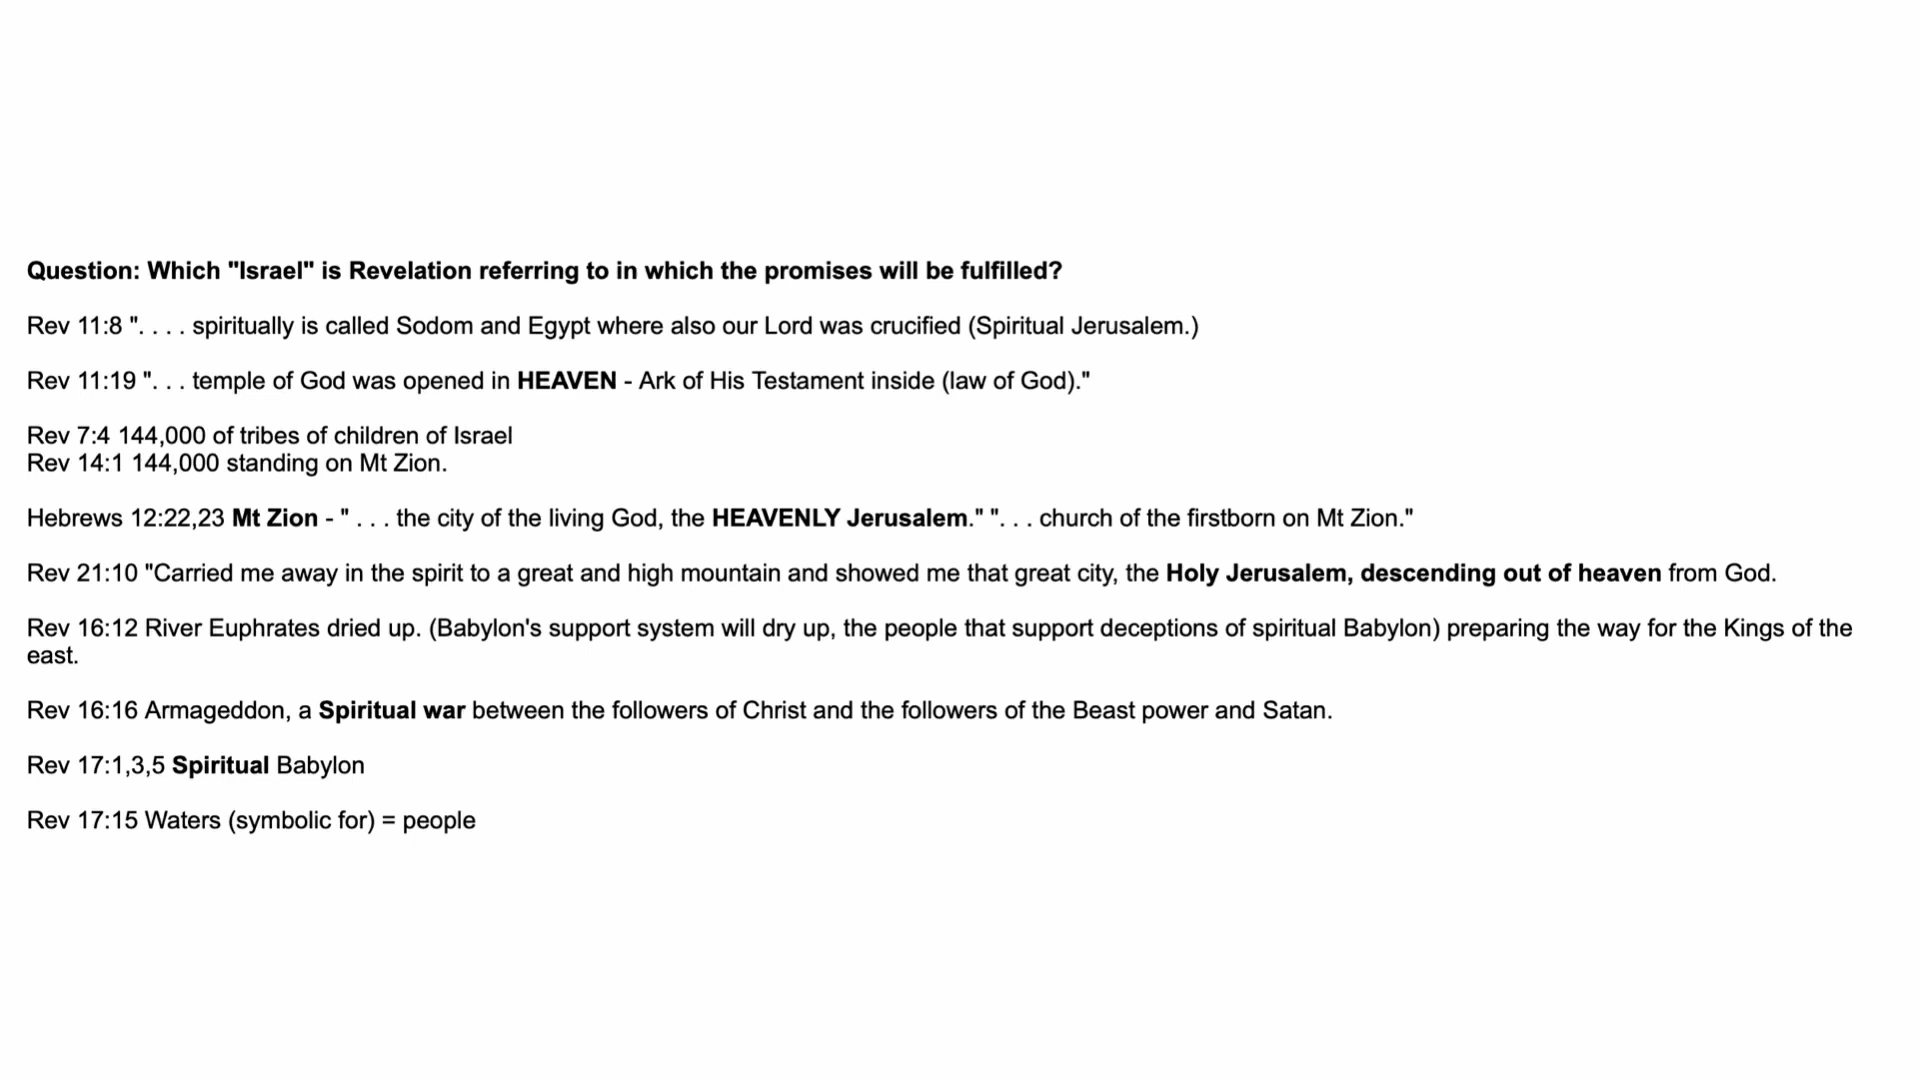 Question: Which "Israel" is Revelation referring to in which the promises will be fulfilled?
Rev 11:8 ". . . . spiritually is called Sodom and Egypt where also our Lord was crucified (Spiritual Jerusalem.)
Rev 11:19 ". . . temple of God was opened in HEAVEN - Ark of His Testament inside (law of God)."
Rev 7:4 144,000 of tribes of children of Israel
Rev 14:1 144,000 standing on Mt Zion.
Hebrews 12:22,23 Mt Zion - " . . . the city of the living God, the HEAVENLY Jerusalem." ". . . church of the firstborn on Mt Zion."
Rev 21:10 "Carried me away in the spirit to a great and high mountain and showed me that great city, the Holy Jerusalem, descending out of heaven from God.
Rev 16:12 River Euphrates dried up. (Babylon's support system will dry up, the people that support deceptions of spiritual Babylon) preparing the way for the Kings of the
east.
Rev 16:16 Armageddon, a Spiritual war between the followers of Christ and the followers of the Beast power and Satan.
Rev 17:1,3,5 Spiritual Babylon
Rev 17:15 Waters (symbolic for) = people